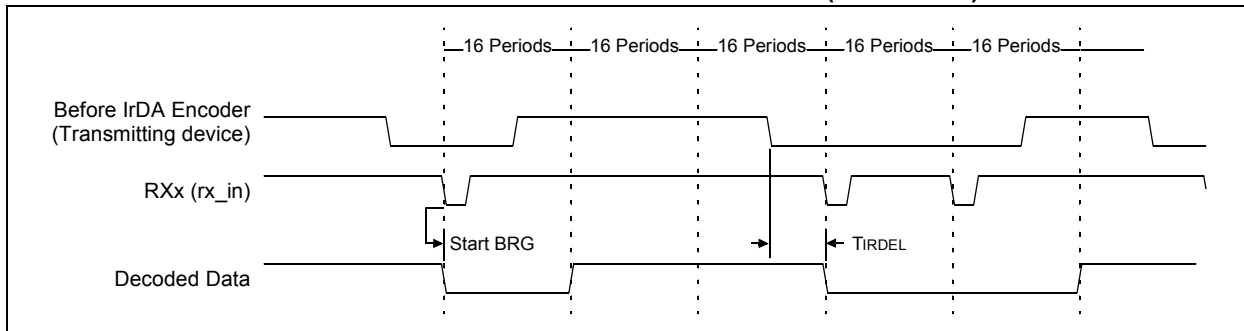 16 Periods 16 Periods 16 Periods 16 Periods 16 Periods
Before IrDA Encoder
(Transmitting device)
RXx (rx_in)
Start BRG
TIRDEL
Decoded Data